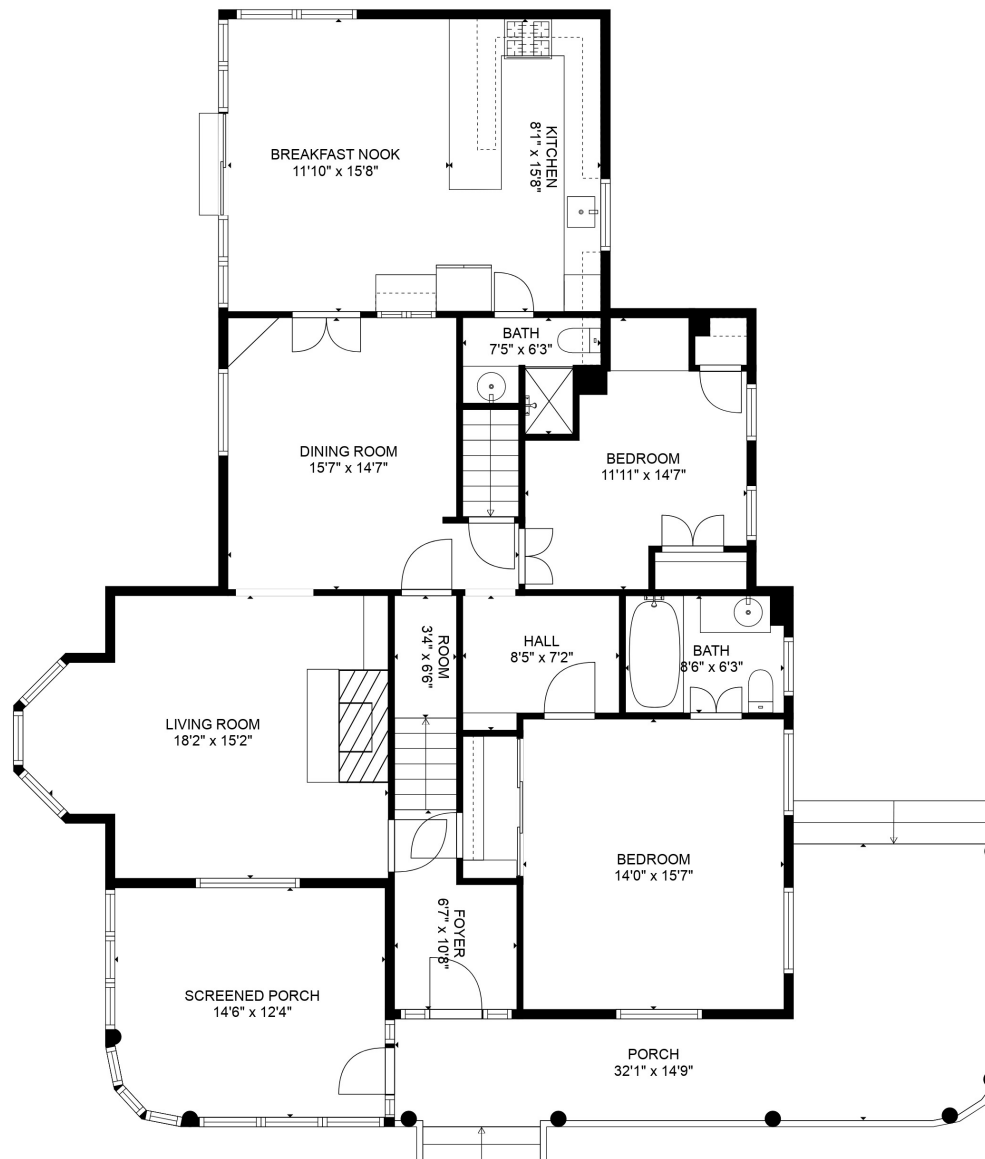 BREAKFAST NOOK
11'10" x 15'8"
KITCHEN
8'1" x 15'8"
BATH
7'5" x 6'3"
DINING ROOM
15'7" x 14'7"
BEDROOM
11'11" x 14'7"
ROOM
3'4" x 6'6"
HALL
8'5" x 7'2"
BATH
8'6" x 6'3"
LIVING ROOM
18'2" x 15'2"
BEDROOM
14'0" x 15'7"
FOYER
6'7" x 10'8"
SCREENED PORCH
14'6" x 12'4"
PORCH
32'1" x 14'9"